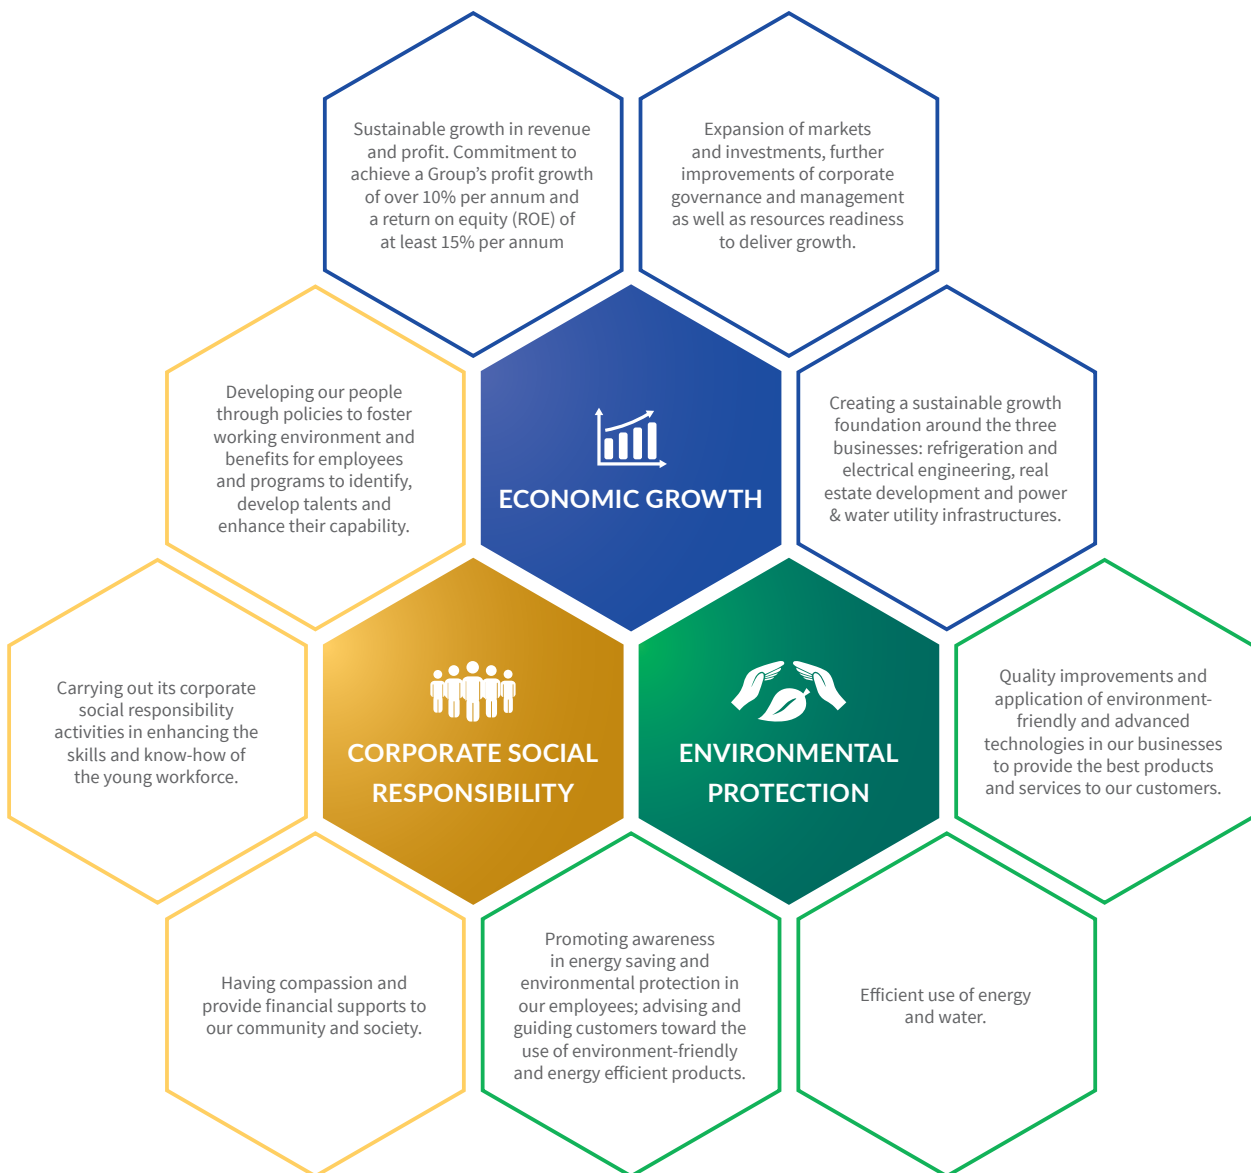 Sustainable growth in revenue
and profit. Commitment to
achieve a Group’s profit growth
of over 10% per annum and
a return on equity (ROE) of
at least 15% per annum
Expansion of markets
and investments, further
improvements of corporate
governance and management
as well as resources readiness
to deliver growth.
Developing our people
through policies to foster
working environment and
benefits for employees
and programs to identify,
develop talents and
enhance their capability.
ECONOMIC GROWTH
Creating a sustainable growth
foundation around the three
businesses: refrigeration and
electrical engineering, real
estate development and power
& water utility infrastructures.
Carrying out its corporate
social responsibility
activities in enhancing the
skills and know-how of
the young workforce.
CORPORATE SOCIAL
RESPONSIBILITY
ENVIRONMENTAL
PROTECTION
Quality improvements and
application of environment-
friendly and advanced
technologies in our businesses
to provide the best products
and services to our customers.
Having compassion and
provide financial supports to
our community and society.
Promoting awareness
in energy saving and
environmental protection in
our employees; advising and
guiding customers toward the
use of environment-friendly
and energy efficient products.
Efficient use of energy
and water.